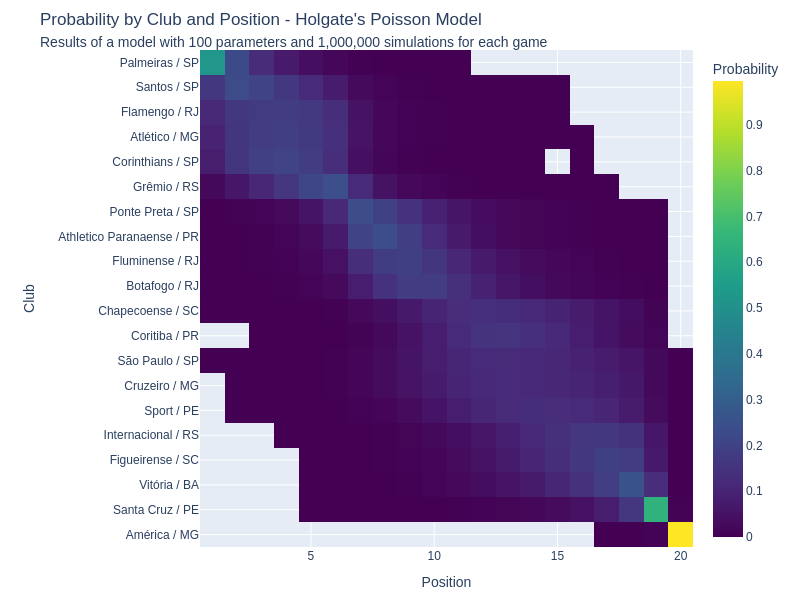 Probability by Club and Position - Holgate's Poisson Model
Results of a model with 100 parameters and 1,000,000 simulations for each game
Probability
Palmeiras / SP
Santos / SP
Flamengo / RJ
Atlético / MG
Corinthians / SP
Grêmio / RS
Ponte Preta / SP
Athletico Paranaense / PR
Fluminense / RJ
Botafogo / RJ
Chapecoense / SC
Coritiba / PR
São Paulo / SP
Cruzeiro / MG
Sport / PE
Internacional / RS
Figueirense / SC
Vitória / BA
Santa Cruz / PE
América / MG
Club
5
10
15
20
Position
0.9
0.8
0.7
0.6
0.5
0.4
0.3
0.2
0.1
0